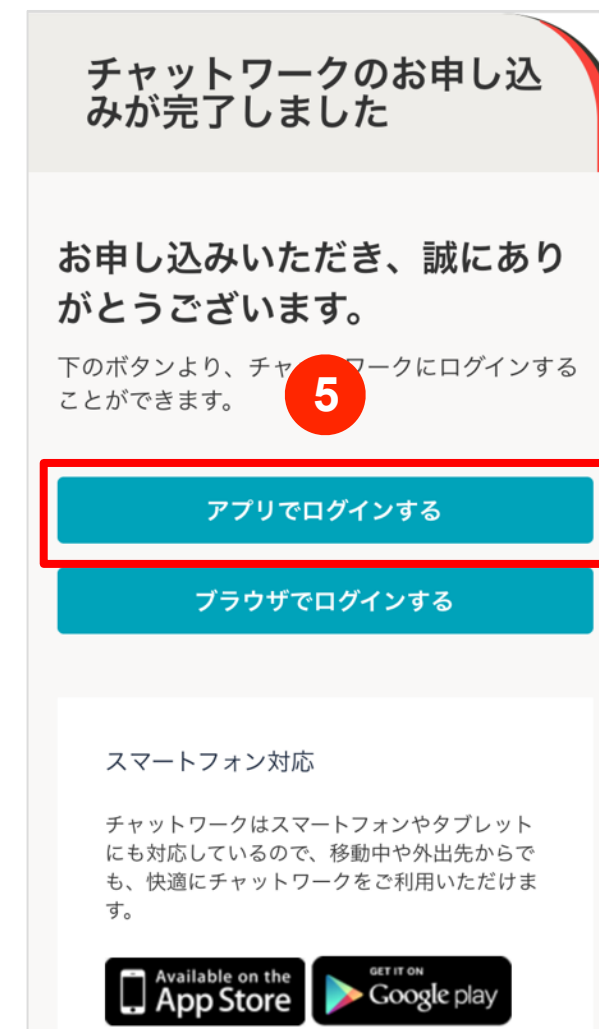 チャットワークのお申し込
みが完了しました
お申し込みいただき、誠にあり
がとうございます。
下のボタンより、チャ ワークにログインする
ことができます。
5
アプリでログインする
ブラウザでログインする
スマートフォン対応
チャットワークはスマートフォンやタブレット
にも対応しているので、移動中や外出先からで
も、快適にチャットワークをご利用いただけま
す。
Available on the
App Store
GET IT ON
Google play